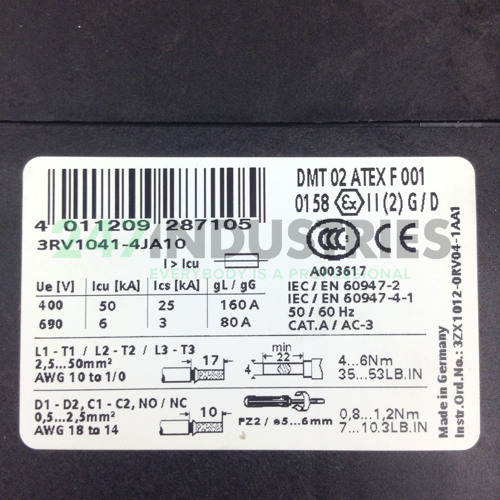 4 011209 287105
3RV1041-4JA10
DMT 02 ATEX F 001
0158 Ex II (2) G / D
247INDUSTRIES
CCC CE
A003617
I > Icu
Ue [V] Icu [kA] Ics [kA] gL / gG
400 50 25 160 A
690 6 3 80 A
IEC / EN 60947-2
IEC / EN 60947-4-1
50 / 60 Hz
CAT. A / AC-3
L1 - T1 / L2 - T2 / L3 - T3
2,5...50mm²
AWG 10 to 1/0
17
min
22
4
4...6Nm
35...53LB.IN
D1 - D2, C1 - C2, NO / NC
0,5...2,5mm²
AWG 18 to 14
10
PZ2 / ø5...6mm
0,8...1,2Nm
7...10.3LB.IN
Made in Germany
Instr.Ord.No.: 3ZX1012-0RV04-1AA1